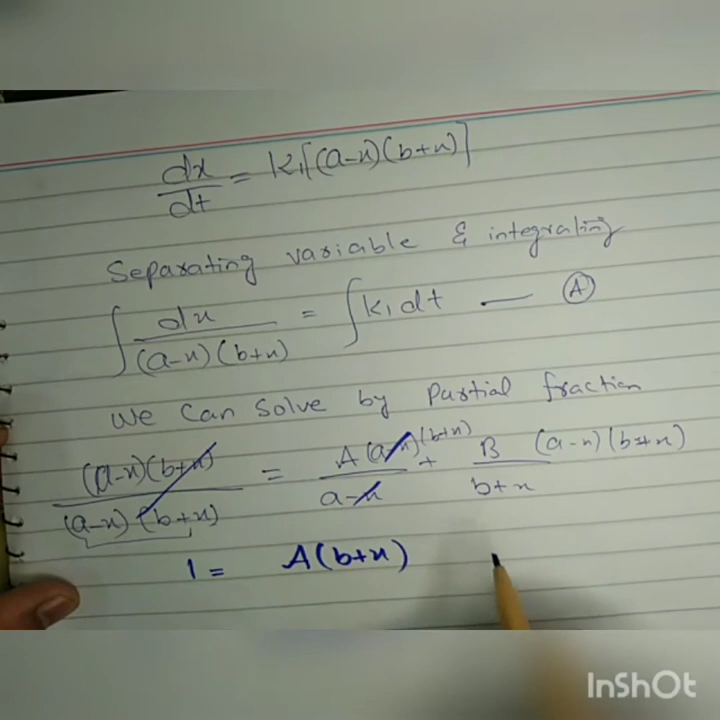 dx/dt = K₁[(a-x)(b+x)]
Separating variable & integrating
∫ dx/(a-x)(b+x) = ∫K₁dt — Ⓐ
We can solve by Partial fraction
(a-x)(b+x)/(a-x)(b+x) = A(a-x)(b+x)/a-x + B (a-x)(b+x)/b+x
1 = A(b+x)
InShOt